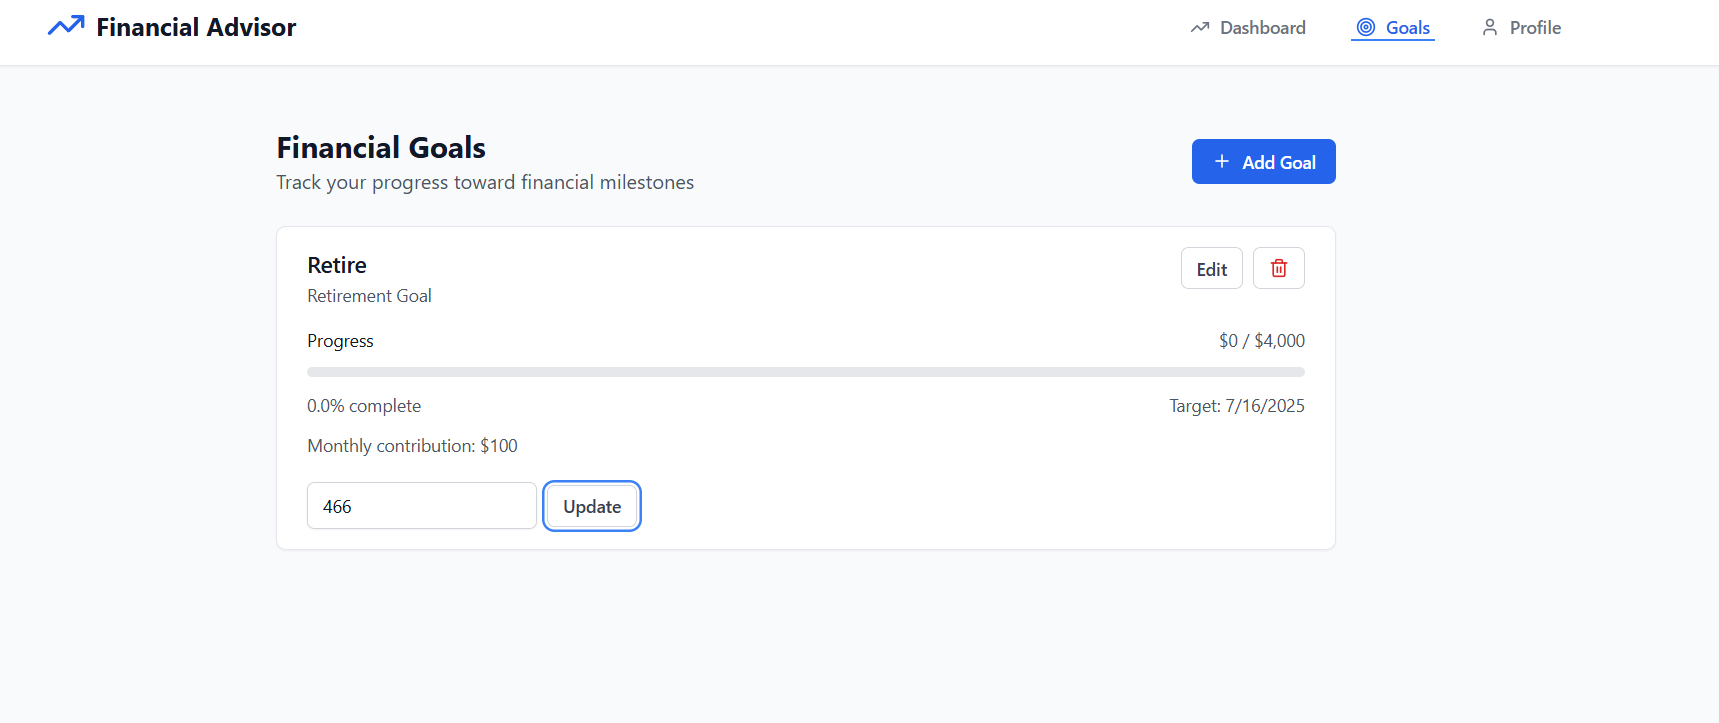 Financial Advisor
Dashboard
Goals
Profile
Financial Goals
Track your progress toward financial milestones
Add Goal
Retire
Retirement Goal
Edit
Progress
$0 / $4,000
0.0% complete
Target: 7/16/2025
Monthly contribution: $100
466
Update